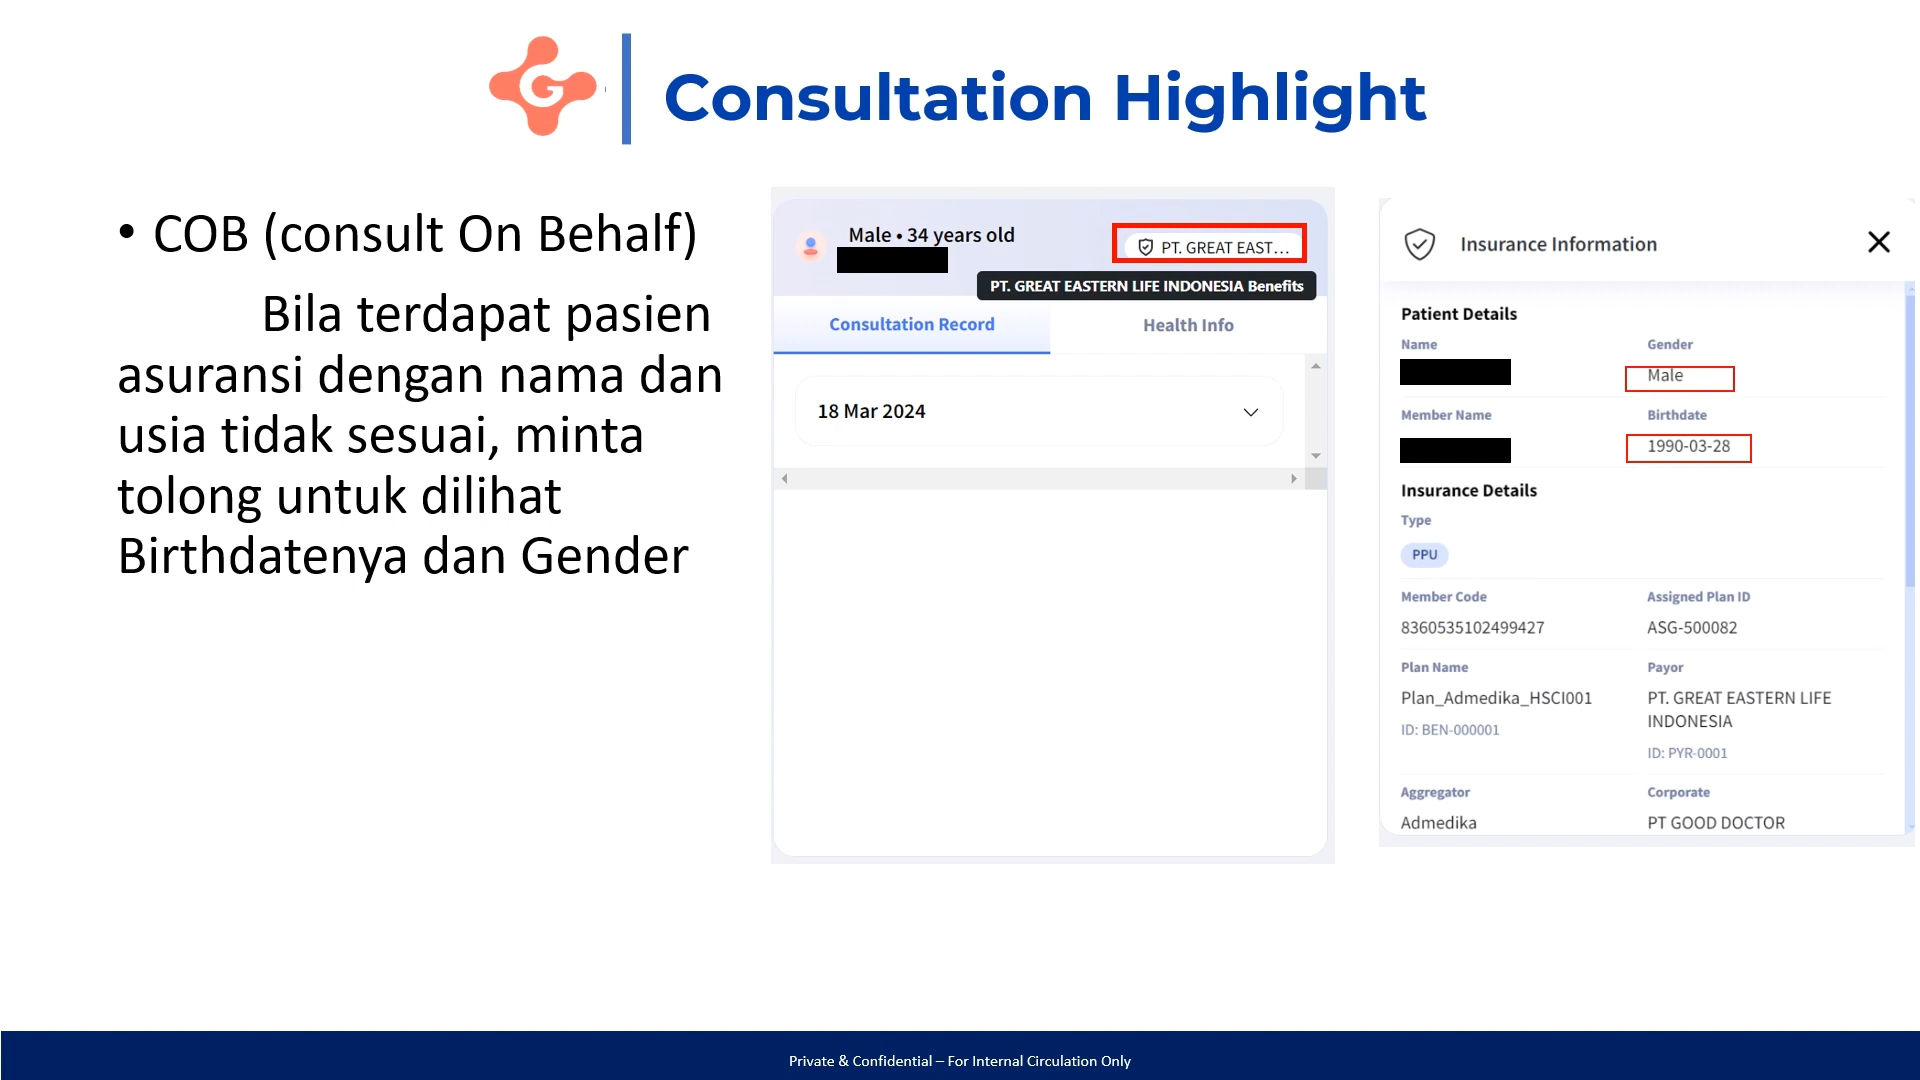 G
Consultation Highlight
• COB (consult On Behalf)
Bila terdapat pasien
asuransi dengan nama dan
usia tidak sesuai, minta
tolong untuk dilihat
Birthdatenya dan Gender
Male • 34 years old
PT. GREAT EAST...
PT. GREAT EASTERN LIFE INDONESIA Benefits
Consultation Record
Health Info
18 Mar 2024
Insurance Information
Patient Details
Name
Gender
Male
Member Name
Birthdate
1990-03-28
Insurance Details
Type
PPU
Member Code
Assigned Plan ID
8360535102499427
ASG-500082
Plan Name
Payor
Plan_Admedika_HSCI001
PT. GREAT EASTERN LIFE
INDONESIA
ID: BEN-000001
ID: PYR-0001
Aggregator
Corporate
Admedika
PT GOOD DOCTOR
Private & Confidential – For Internal Circulation Only